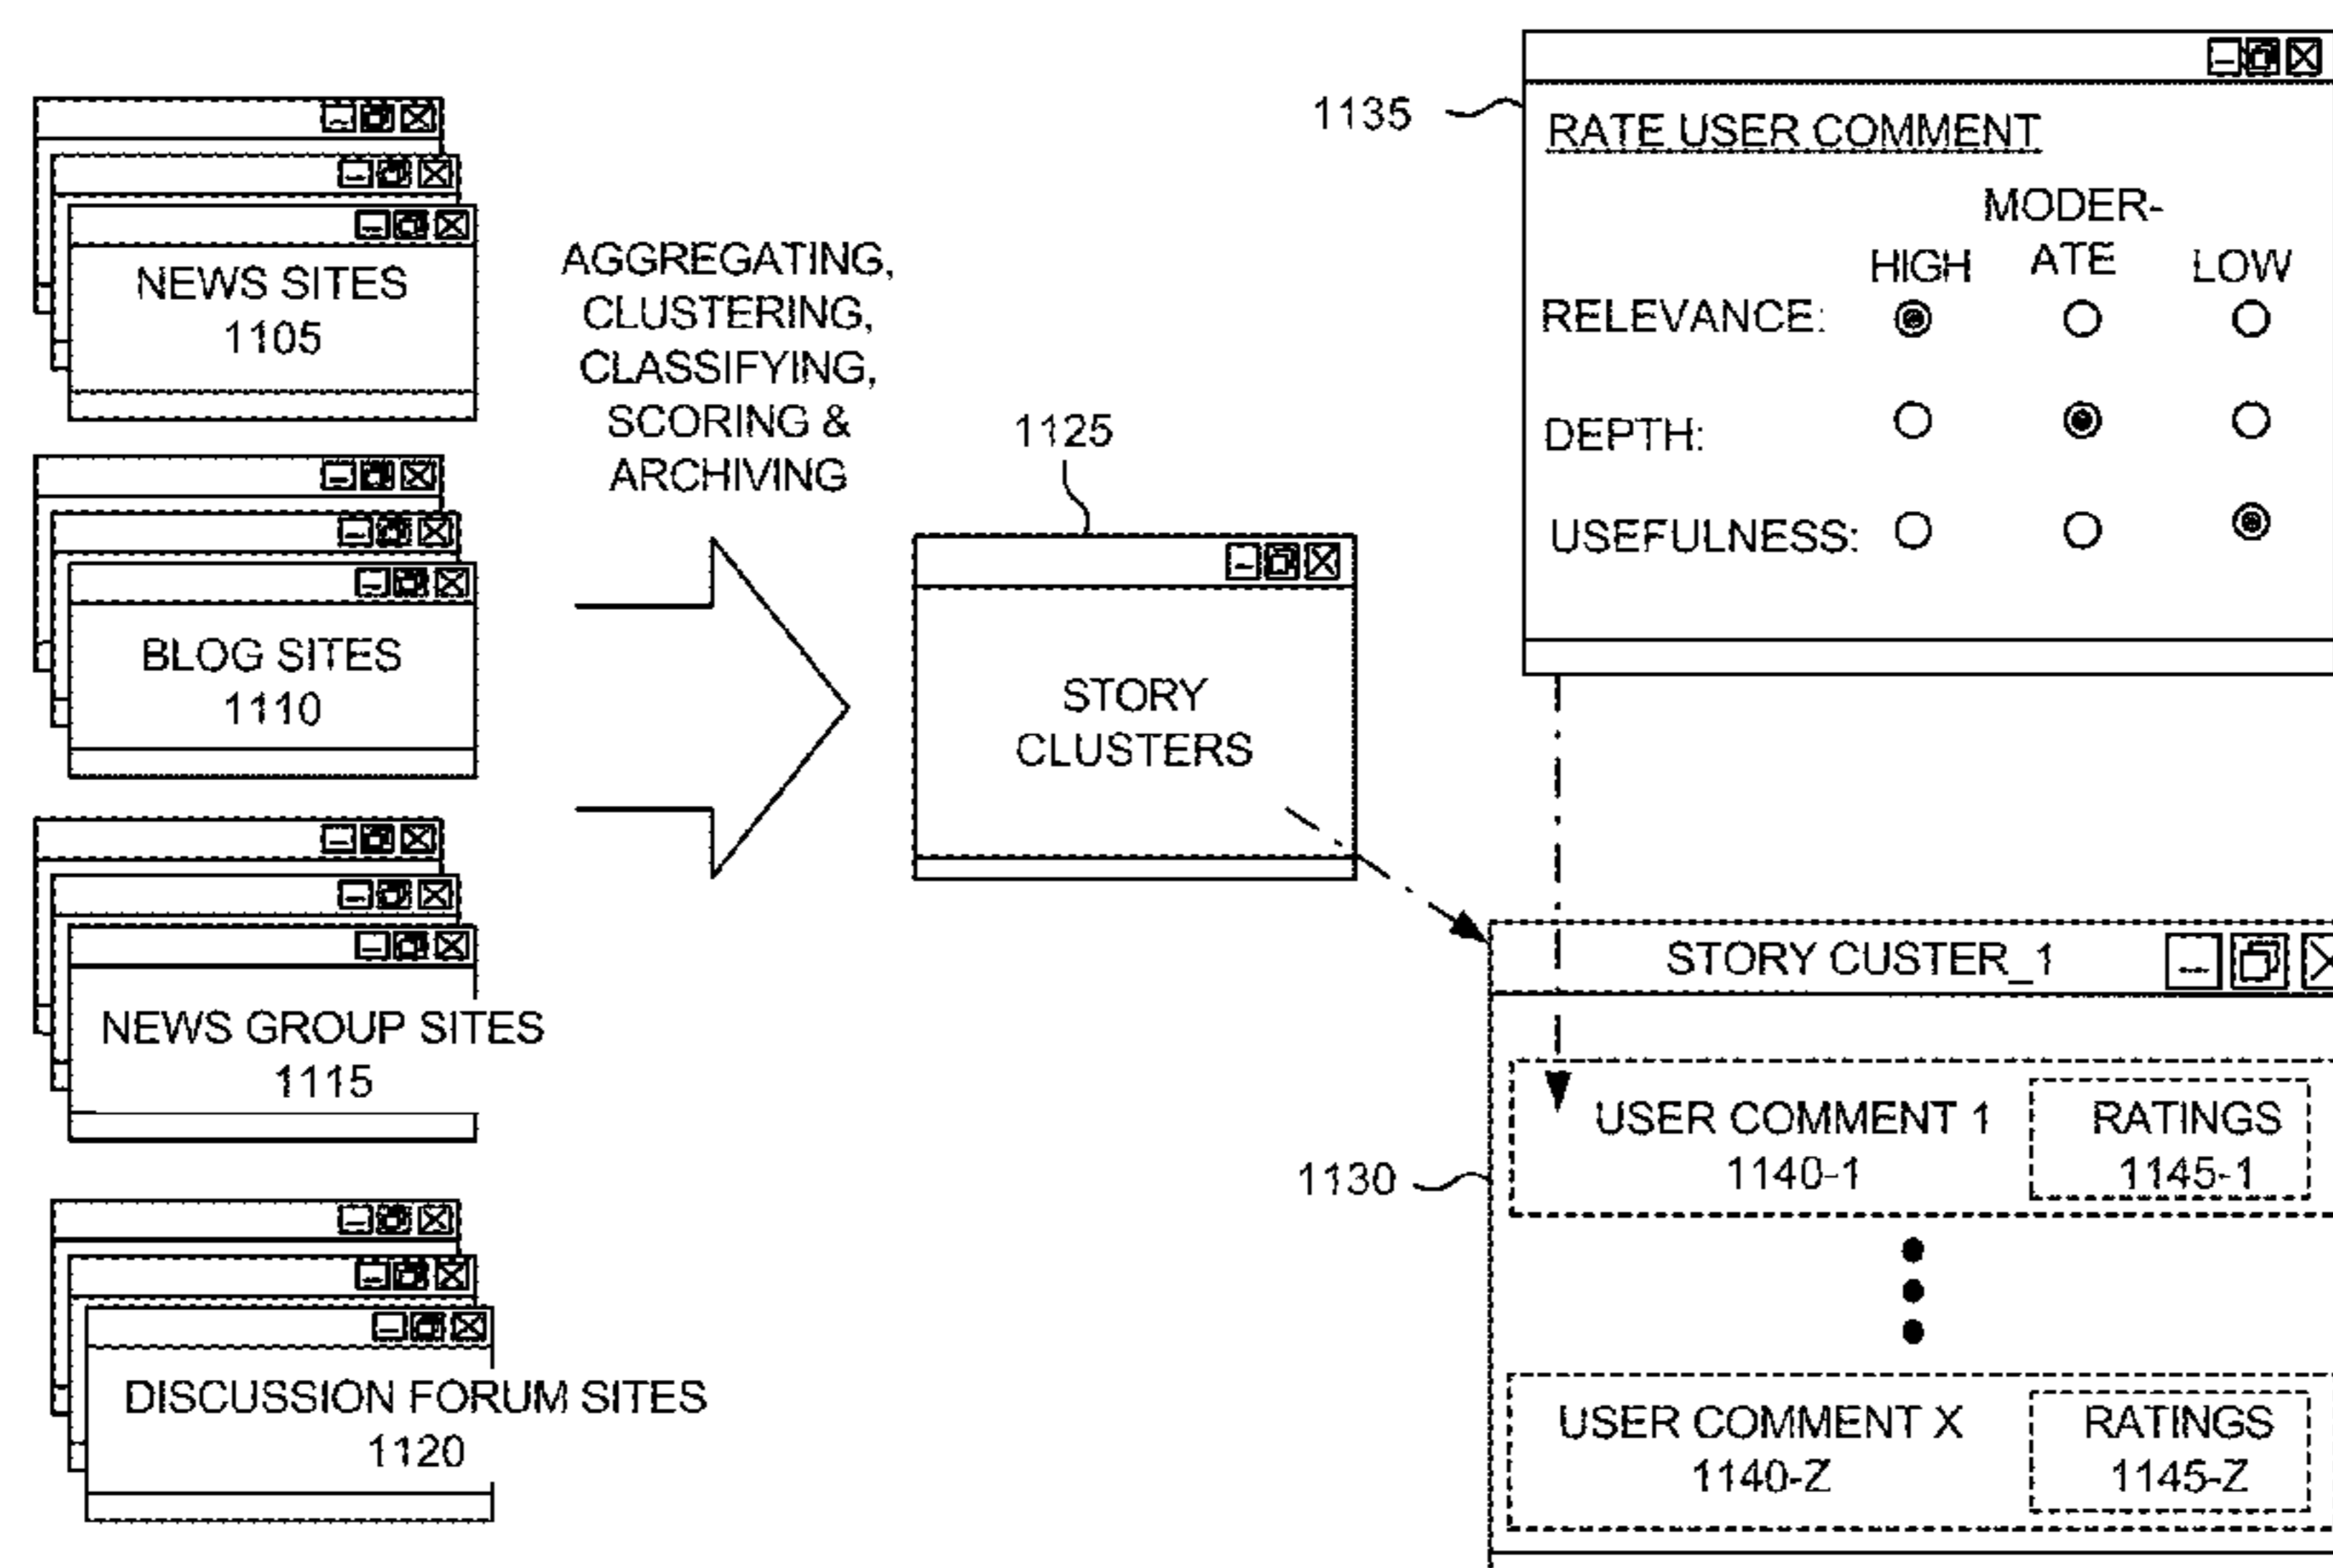 NEWS SITES
1105
BLOG SITES
1110
NEWS GROUP SITES
1115
DISCUSSION FORUM SITES
1120
AGGREGATING,
CLUSTERING,
CLASSIFYING,
SCORING &
ARCHIVING
1125
STORY
CLUSTERS
1135
RATE USER COMMENT
MODER-
HIGH ATE LOW
RELEVANCE:
DEPTH:
USEFULNESS:
1130
STORY CUSTER_1
USER COMMENT 1
1140-1
RATINGS
1145-1
USER COMMENT X
1140-Z
RATINGS
1145-Z